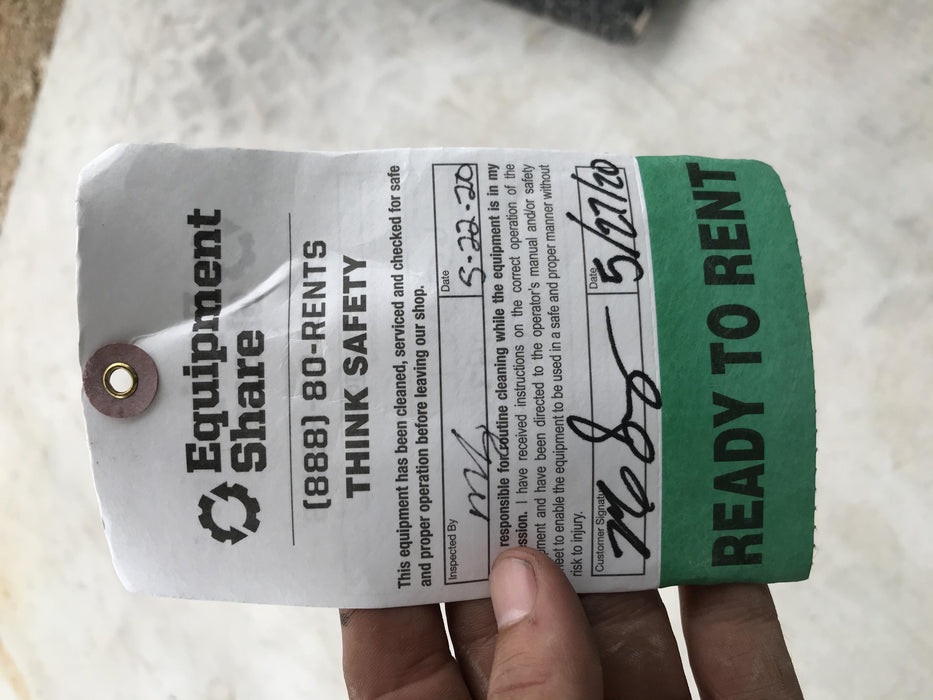 Equipment
Share
(888) 80-RENTS
THINK SAFETY
This equipment has been cleaned, serviced and checked for safe
and proper operation before leaving our shop.
Inspected By
Date
5-22-20
responsible for routine cleaning while the equipment is in my
ssion. I have received instructions on the correct operation of the
ment and have been directed to the operator's manual and/or safety
eet to enable the equipment to be used in a safe and proper manner without
risk to injury.
Customer Signatu
Date
5/27/20
READY TO RENT